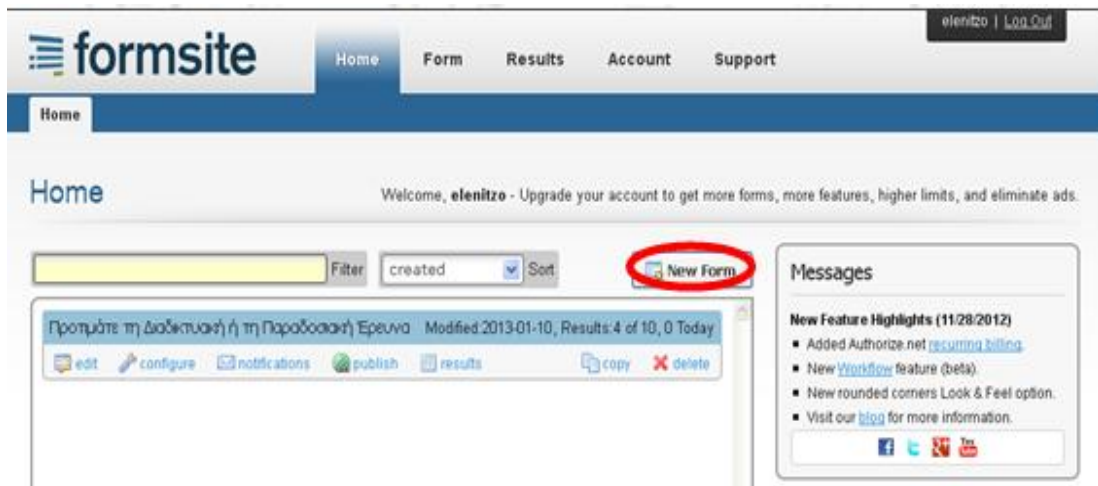 elenitzo | Log Out
formsite
Home Form Results Account Support
Home
Home
Welcome, elenitzo - Upgrade your account to get more forms, more features, higher limits, and eliminate ads.
Filter created Sort New Form
Προτιμάτε τη Διαδικτυακή ή τη Παραδοσιακή Έρευνα Modified:2013-01-10, Results:4 of 10, 0 Today
edit configure notifications publish results copy delete
Messages
New Feature Highlights (11/28/2012)
Added Authorize.net recurring billing.
New Workflow feature (beta).
New rounded corners Look & Feel option.
Visit our blog for more information.
f t g+ You Tube